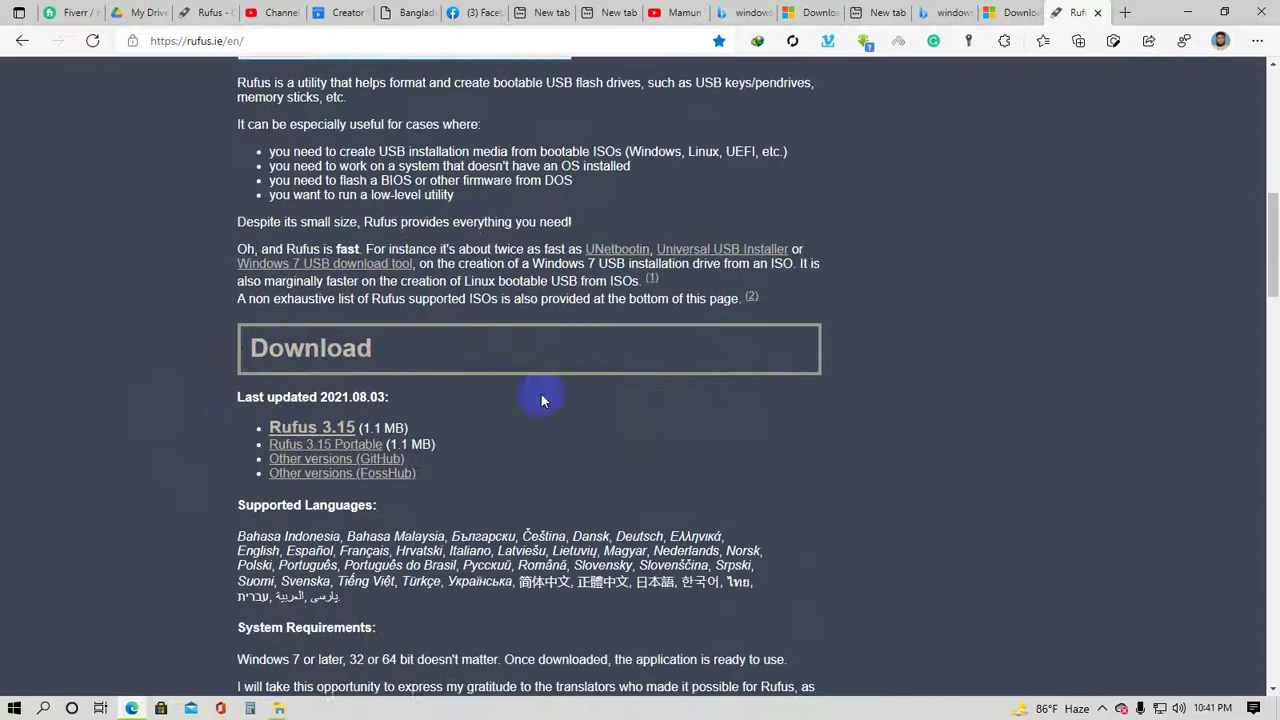 Fiverr /
My Drive
Rufus - C
Channel
Creator
Banglad
(3) Faceb
New tab
New tab
Mamun
windows
Downlo
New tab
windows
Downlo
Ruf
https://rufus.ie/en/
Rufus is a utility that helps format and create bootable USB flash drives, such as USB keys/pendrives,
memory sticks, etc.
It can be especially useful for cases where:
• you need to create USB installation media from bootable ISOs (Windows, Linux, UEFI, etc.)
• you need to work on a system that doesn't have an OS installed
• you need to flash a BIOS or other firmware from DOS
• you want to run a low-level utility
Despite its small size, Rufus provides everything you need!
Oh, and Rufus is fast. For instance it's about twice as fast as UNetbootin, Universal USB Installer or
Windows 7 USB download tool, on the creation of a Windows 7 USB installation drive from an ISO. It is
also marginally faster on the creation of Linux bootable USB from ISOs. (1)
A non exhaustive list of Rufus supported ISOs is also provided at the bottom of this page. (2)
Download
Last updated 2021.08.03:
• Rufus 3.15 (1.1 MB)
• Rufus 3.15 Portable (1.1 MB)
• Other versions (GitHub)
• Other versions (FossHub)
Supported Languages:
Bahasa Indonesia, Bahasa Malaysia, Български, Čeština, Dansk, Deutsch, Ελληνικά,
English, Español, Français, Hrvatski, Italiano, Latviešu, Lietuvių, Magyar, Nederlands, Norsk,
Polski, Português, Português do Brasil, Русский, Română, Slovensky, Slovenščina, Srpski,
Suomi, Svenska, Tiếng Việt, Türkçe, Українська, 简体中文, 正體中文, 日本語, 한국어, ไทย,
עברית, العربية, پارسی.
System Requirements:
Windows 7 or later, 32 or 64 bit doesn't matter. Once downloaded, the application is ready to use.
I will take this opportunity to express my gratitude to the translators who made it possible for Rufus, as
86°F Haze
10:41 PM